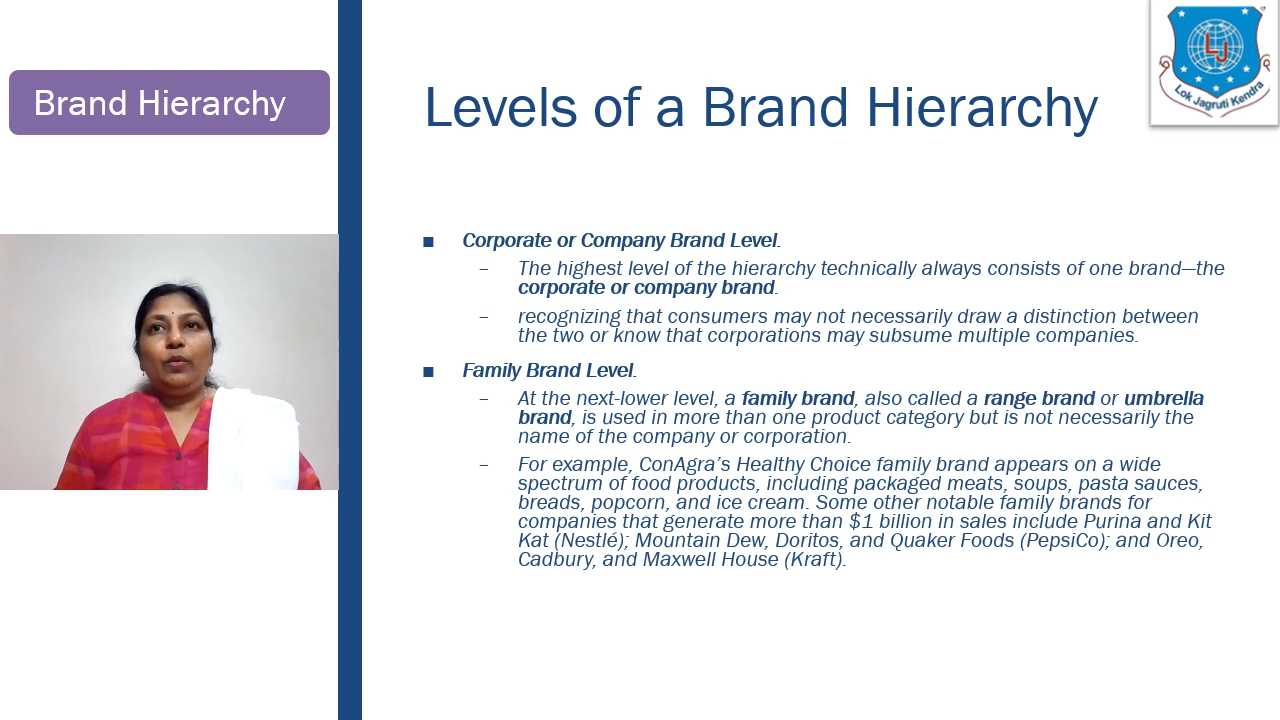 Brand Hierarchy
Levels of a Brand Hierarchy
LJ
Lok Jagruti Kendra
■ Corporate or Company Brand Level.
– The highest level of the hierarchy technically always consists of one brand—the
corporate or company brand.
– recognizing that consumers may not necessarily draw a distinction between
the two or know that corporations may subsume multiple companies.
■ Family Brand Level.
– At the next-lower level, a family brand, also called a range brand or umbrella
brand, is used in more than one product category but is not necessarily the
name of the company or corporation.
– For example, ConAgra’s Healthy Choice family brand appears on a wide
spectrum of food products, including packaged meats, soups, pasta sauces,
breads, popcorn, and ice cream. Some other notable family brands for
companies that generate more than $1 billion in sales include Purina and Kit
Kat (Nestlé); Mountain Dew, Doritos, and Quaker Foods (PepsiCo); and Oreo,
Cadbury, and Maxwell House (Kraft).